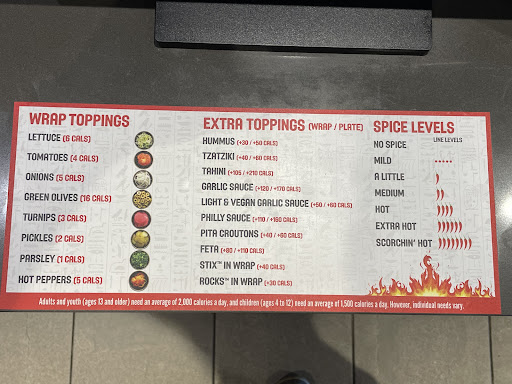 WRAP TOPPINGS
LETTUCE (6 CALS)
TOMATOES (4 CALS)
ONIONS (5 CALS)
GREEN OLIVES (16 CALS)
TURNIPS (3 CALS)
PICKLES (2 CALS)
PARSLEY (1 CALS)
HOT PEPPERS (5 CALS)
EXTRA TOPPINGS (WRAP / PLATE)
HUMMUS (+30 / +50 CALS)
TZATZIKI (+40 / +60 CALS)
TAHINI (+105 / +210 CALS)
GARLIC SAUCE (+120 / +170 CALS)
LIGHT & VEGAN GARLIC SAUCE (+50 / +60 CALS)
PHILLY SAUCE (+110 / +160 CALS)
PITA CROUTONS (+40 / +60 CALS)
FETA (+80 / +110 CALS)
STIX™ IN WRAP (+40 CALS)
ROCKS™ IN WRAP (+30 CALS)
SPICE LEVELS
LINE LEVELS
NO SPICE
MILD
A LITTLE
MEDIUM
HOT
EXTRA HOT
SCORCHIN' HOT
Adults and youth (ages 13 and older) need an average of 2,000 calories a day, and children (ages 4 to 12) need an average of 1,500 calories a day. However, individual needs vary.